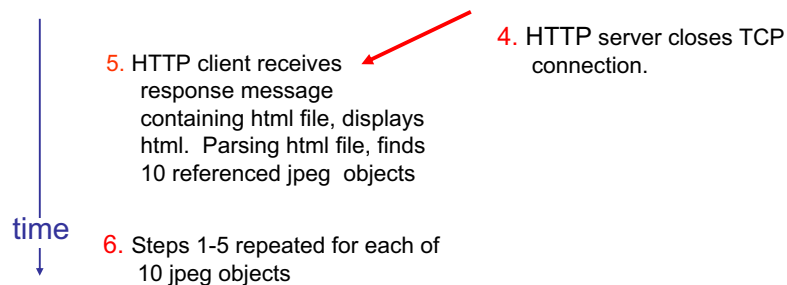 4. HTTP server closes TCP
connection.
5. HTTP client receives
response message
containing html file, displays
html. Parsing html file, finds
10 referenced jpeg objects
time
6. Steps 1-5 repeated for each of
10 jpeg objects